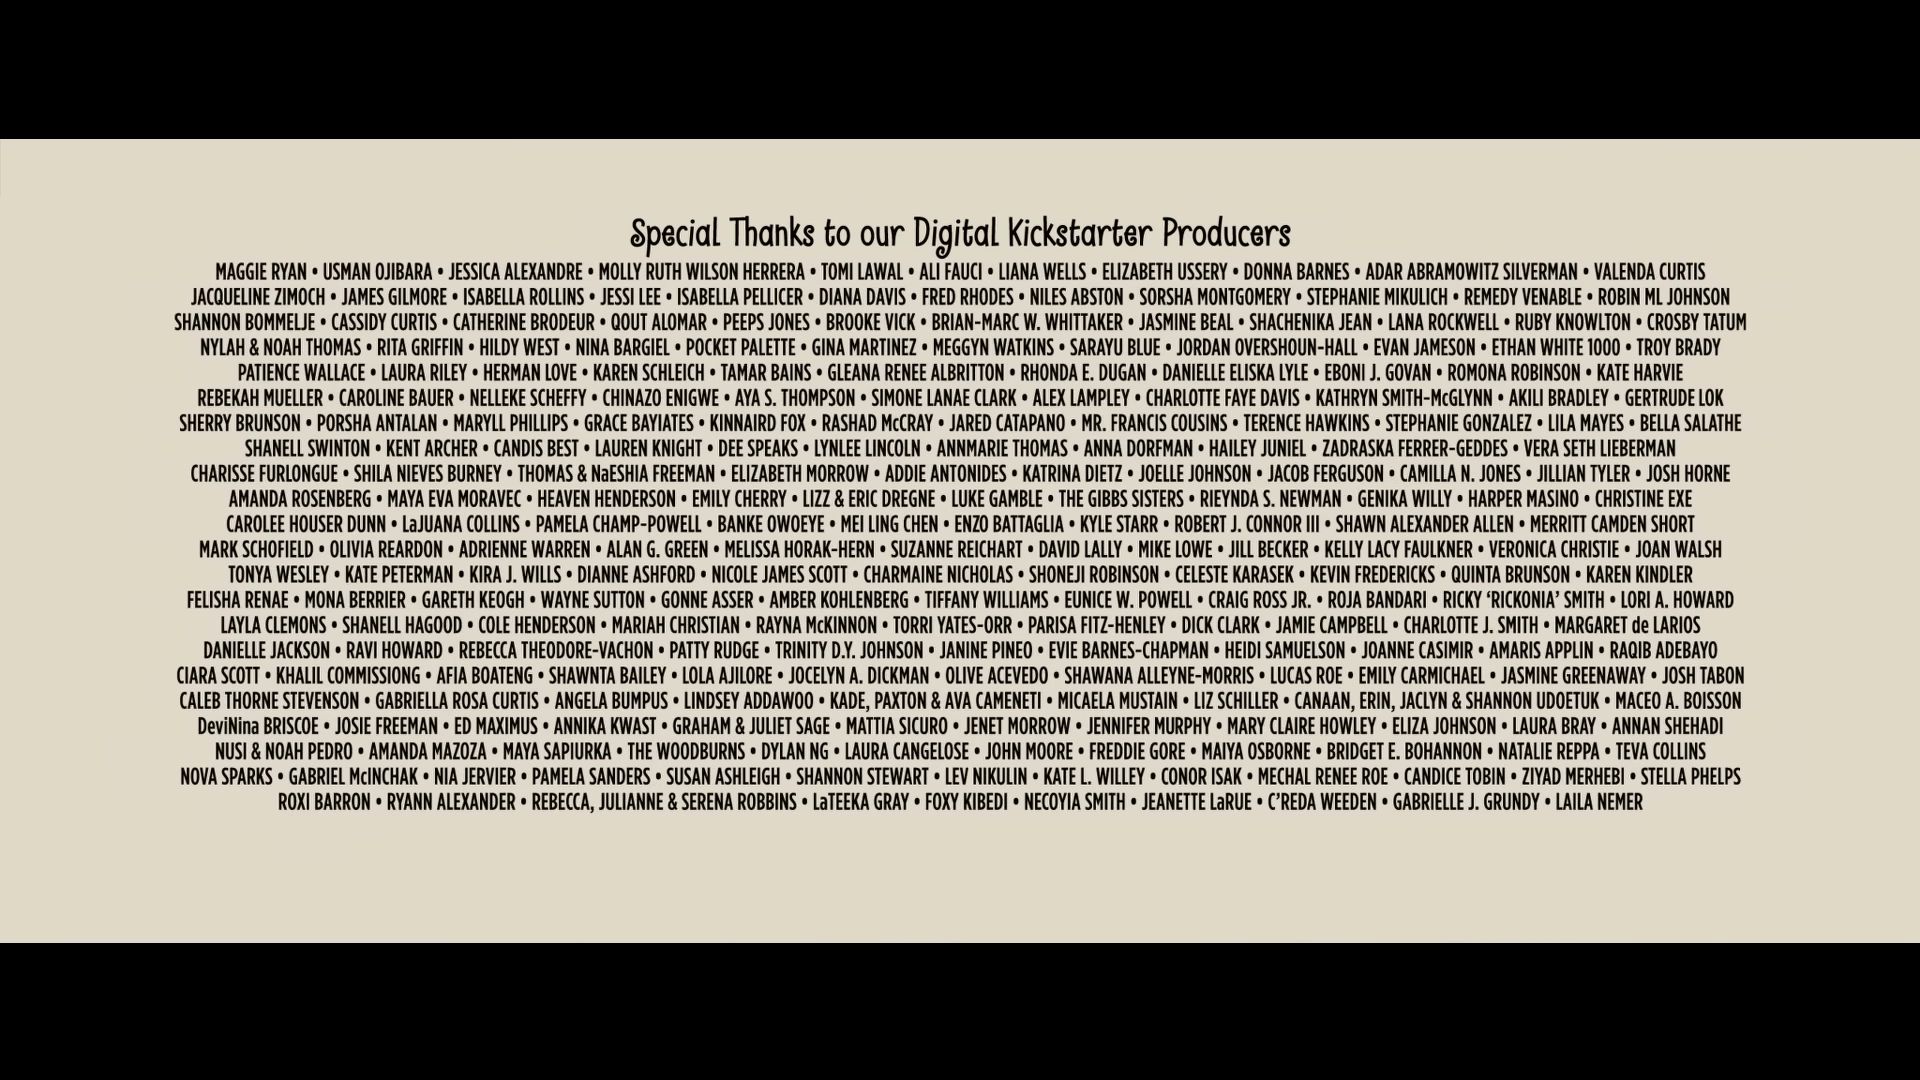 Special Thanks to our Digital Kickstarter Producers
MAGGIE RYAN • USMAN OJIBARA • JESSICA ALEXANDRE • MOLLY RUTH WILSON HERRERA • TOMI LAWAL • ALI FAUCI • LIANA WELLS • ELIZABETH USSERY • DONNA BARNES • ADAR ABRAMOWITZ SILVERMAN • VALENDA CURTIS
JACQUELINE ZIMOCH • JAMES GILMORE • ISABELLA ROLLINS • JESSI LEE • ISABELLA PELLICER • DIANA DAVIS • FRED RHODES • NILES ABSTON • SORSHA MONTGOMERY • STEPHANIE MIKULICH • REMEDY VENABLE • ROBIN ML JOHNSON
SHANNON BOMMELJE • CASSIDY CURTIS • CATHERINE BRODEUR • QOUT ALOMAR • PEEPS JONES • BROOKE VICK • BRIAN-MARC W. WHITTAKER • JASMINE BEAL • SHACHENIKA JEAN • LANA ROCKWELL • RUBY KNOWLTON • CROSBY TATUM
NYLAH & NOAH THOMAS • RITA GRIFFIN • HILDY WEST • NINA BARGIEL • POCKET PALETTE • GINA MARTINEZ • MEGGYN WATKINS • SARAYU BLUE • JORDAN OVERSHOUN-HALL • EVAN JAMESON • ETHAN WHITE 1000 • TROY BRADY
PATIENCE WALLACE • LAURA RILEY • HERMAN LOVE • KAREN SCHLEICH • TAMAR BAINS • GLEANA RENEE ALBRITTON • RHONDA E. DUGAN • DANIELLE ELISKA LYLE • EBONI J. GOVAN • ROMONA ROBINSON • KATE HARVIE
REBEKAH MUELLER • CAROLINE BAUER • NELLEKE SCHEFFY • CHINAZO ENIGWE • AYA S. THOMPSON • SIMONE LANAE CLARK • ALEX LAMPLEY • CHARLOTTE FAYE DAVIS • KATHRYN SMITH-McGLYNN • AKILI BRADLEY • GERTRUDE LOK
SHERRY BRUNSON • PORSHA ANTALAN • MARYLL PHILLIPS • GRACE BAYIATES • KINNAIRD FOX • RASHAD McCRAY • JARED CATAPANO • MR. FRANCIS COUSINS • TERENCE HAWKINS • STEPHANIE GONZALEZ • LILA MAYES • BELLA SALATHE
SHANELL SWINTON • KENT ARCHER • CANDIS BEST • LAUREN KNIGHT • DEE SPEAKS • LYNLEE LINCOLN • ANNMARIE THOMAS • ANNA DORFMAN • HAILEY JUNIEL • ZADRASKA FERRER-GEDDES • VERA SETH LIEBERMAN
CHARISSE FURLONGUE • SHILA NIEVES BURNEY • THOMAS & NaESHIA FREEMAN • ELIZABETH MORROW • ADDIE ANTONIDES • KATRINA DIETZ • JOELLE JOHNSON • JACOB FERGUSON • CAMILLA N. JONES • JILLIAN TYLER • JOSH HORNE
AMANDA ROSENBERG • MAYA EVA MORAVEC • HEAVEN HENDERSON • EMILY CHERRY • LIZZ & ERIC DREGNE • LUKE GAMBLE • THE GIBBS SISTERS • RIEYNDA S. NEWMAN • GENIKA WILLY • HARPER MASINO • CHRISTINE EXE
CAROLEE HOUSER DUNN • LaJUANA COLLINS • PAMELA CHAMP-POWELL • BANKE OWOEYE • MEI LING CHEN • ENZO BATTAGLIA • KYLE STARR • ROBERT J. CONNOR III • SHAWN ALEXANDER ALLEN • MERRITT CAMDEN SHORT
MARK SCHOFIELD • OLIVIA REARDON • ADRIENNE WARREN • ALAN G. GREEN • MELISSA HORAK-HERN • SUZANNE REICHART • DAVID LALLY • MIKE LOWE • JILL BECKER • KELLY LACY FAULKNER • VERONICA CHRISTIE • JOAN WALSH
TONYA WESLEY • KATE PETERMAN • KIRA J. WILLS • DIANNE ASHFORD • NICOLE JAMES SCOTT • CHARMAINE NICHOLAS • SHONEJI ROBINSON • CELESTE KARASEK • KEVIN FREDERICKS • QUINTA BRUNSON • KAREN KINDLER
FELISHA RENAE • MONA BERRIER • GARETH KEOGH • WAYNE SUTTON • GONNE ASSER • AMBER KOHLENBERG • TIFFANY WILLIAMS • EUNICE W. POWELL • CRAIG ROSS JR. • ROJA BANDARI • RICKY ‘RICKONIA’ SMITH • LORI A. HOWARD
LAYLA CLEMONS • SHANELL HAGOOD • COLE HENDERSON • MARIAH CHRISTIAN • RAYNA McKINNON • TORRI YATES-ORR • PARISA FITZ-HENLEY • DICK CLARK • JAMIE CAMPBELL • CHARLOTTE J. SMITH • MARGARET de LARIOS
DANIELLE JACKSON • RAVI HOWARD • REBECCA THEODORE-VACHON • PATTY RUDGE • TRINITY D.Y. JOHNSON • JANINE PINEO • EVIE BARNES-CHAPMAN • HEIDI SAMUELSON • JOANNE CASIMIR • AMARIS APPLIN • RAQIB ADEBAYO
CIARA SCOTT • KHALIL COMMISSIONG • AFIA BOATENG • SHAWNTA BAILEY • LOLA AJILORE • JOCELYN A. DICKMAN • OLIVE ACEVEDO • SHAWANA ALLEYNE-MORRIS • LUCAS ROE • EMILY CARMICHAEL • JASMINE GREENAWAY • JOSH TABON
CALEB THORNE STEVENSON • GABRIELLA ROSA CURTIS • ANGELA BUMPUS • LINDSEY ADDAWOO • KADE, PAXTON & AVA CAMENETI • MICAELA MUSTAIN • LIZ SCHILLER • CANAAN, ERIN, JACLYN & SHANNON UDOETUK • MACEO A. BOISSON
DeviNina BRISCOE • JOSIE FREEMAN • ED MAXIMUS • ANNIKA KWAST • GRAHAM & JULIET SAGE • MATTIA SICURO • JENET MORROW • JENNIFER MURPHY • MARY CLAIRE HOWLEY • ELIZA JOHNSON • LAURA BRAY • ANNAN SHEHADI
NUSI & NOAH PEDRO • AMANDA MAZOZA • MAYA SAPIURKA • THE WOODBURNS • DYLAN NG • LAURA CANGELOSE • JOHN MOORE • FREDDIE GORE • MAIYA OSBORNE • BRIDGET E. BOHANNON • NATALIE REPPA • TEVA COLLINS
NOVA SPARKS • GABRIEL McINCHAK • NIA JERVIER • PAMELA SANDERS • SUSAN ASHLEIGH • SHANNON STEWART • LEV NIKULIN • KATE L. WILLEY • CONOR ISAK • MECHAL RENEE ROE • CANDICE TOBIN • ZIYAD MERHEBI • STELLA PHELPS
ROXI BARRON • RYANN ALEXANDER • REBECCA, JULIANNE & SERENA ROBBINS • LaTEEKA GRAY • FOXY KIBEDI • NECOYIA SMITH • JEANETTE LaRUE • C’REDA WEEDEN • GABRIELLE J. GRUNDY • LAILA NEMER